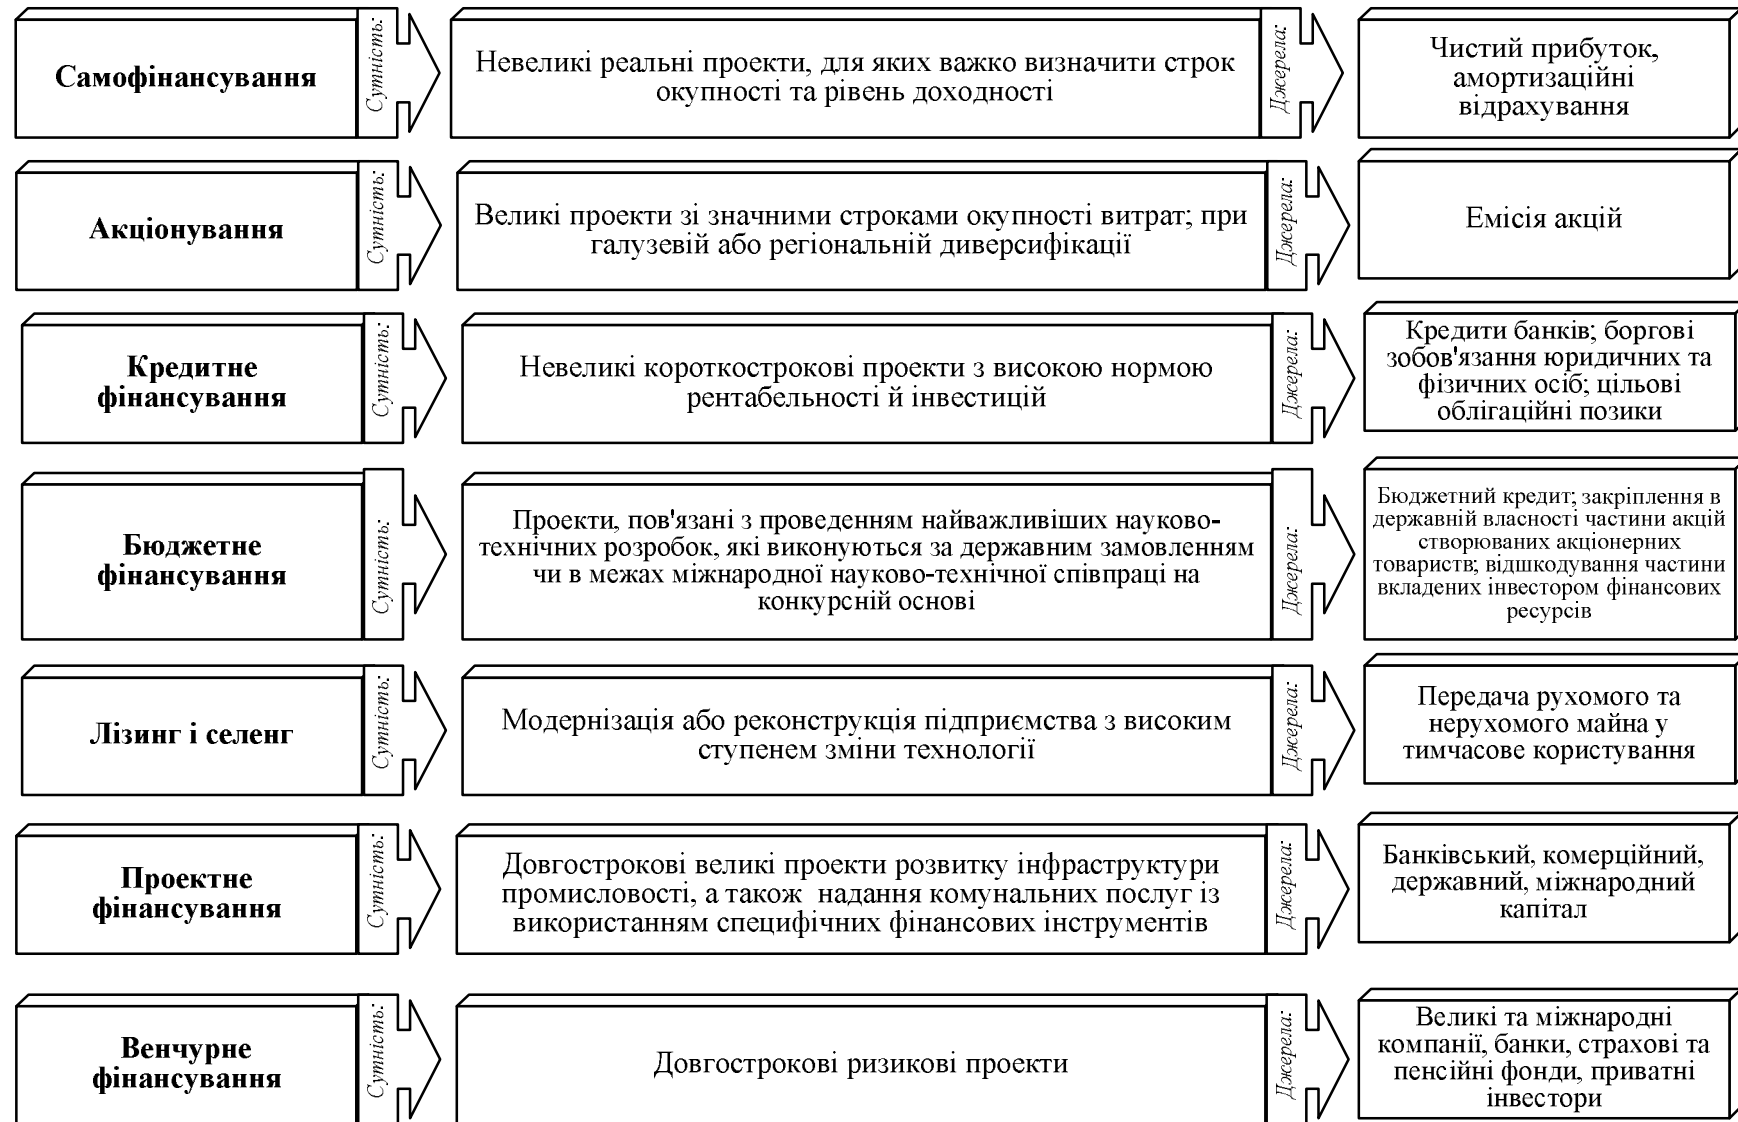 Самофінансування
Сутність:
Невеликі реальні проекти, для яких важко визначити строк
окупності та рівень доходності
Джерела:
Чистий прибуток,
амортизаційні
відрахування
Акціонування
Сутність:
Великі проекти зі значними строками окупності витрат; при
галузевій або регіональній диверсифікації
Джерела:
Емісія акцій
Кредитне
фінансування
Сутність:
Невеликі короткострокові проекти з високою нормою
рентабельності й інвестицій
Джерела:
Кредити банків; боргові
зобов'язання юридичних та
фізичних осіб; цільові
облігаційні позики
Бюджетне
фінансування
Сутність:
Проекти, пов'язані з проведенням найважливіших науково-
технічних розробок, які виконуються за державним замовленням
чи в межах міжнародної науково-технічної співпраці на
конкурсній основі
Джерела:
Бюджетний кредит; закріплення в
державній власності частини акцій
створюваних акціонерних
товариств; відшкодування частини
вкладених інвестором фінансових
ресурсів
Лізинг і селенг
Сутність:
Модернізація або реконструкція підприємства з високим
ступенем зміни технології
Джерела:
Передача рухомого та
нерухомого майна у
тимчасове користування
Проектне
фінансування
Сутність:
Довгострокові великі проекти розвитку інфраструктури
промисловості, а також надання комунальних послуг із
використанням специфічних фінансових інструментів
Джерела:
Банківський, комерційний,
державний, міжнародний
капітал
Венчурне
фінансування
Сутність:
Довгострокові ризикові проекти
Джерела:
Великі та міжнародні
компанії, банки, страхові та
пенсійні фонди, приватні
інвестори